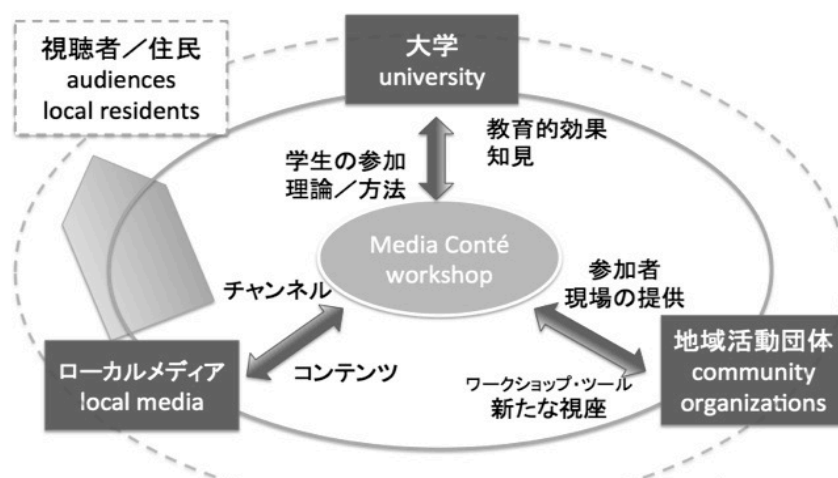 視聴者／住民
audiences
local residents
大学
university
教育的効果
知見
学生の参加
理論／方法
Media Conté
workshop
チャンネル
コンテンツ
参加者
現場の提供
ワークショップ・ツール
新たな視座
ローカルメディア
local media
地域活動団体
community
organizations